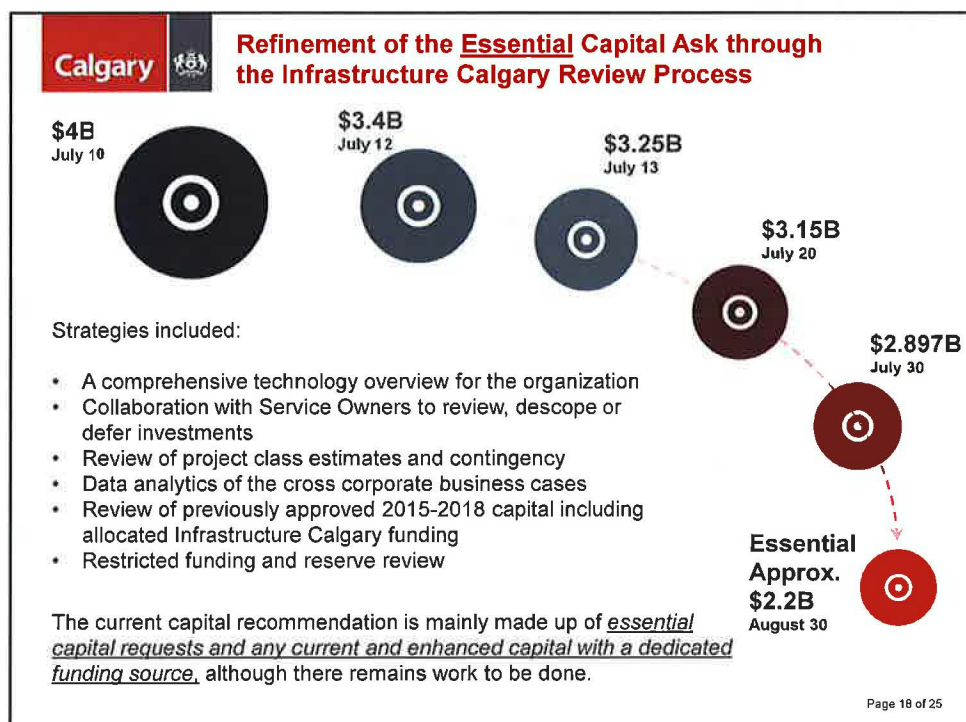 Calgary
Refinement of the Essential Capital Ask through
the Infrastructure Calgary Review Process
$4B
July 10
$3.4B
July 12
$3.25B
July 13
$3.15B
July 20
$2.897B
July 30
Essential
Approx.
$2.2B
August 30
Strategies included:
• A comprehensive technology overview for the organization
• Collaboration with Service Owners to review, descope or
defer investments
• Review of project class estimates and contingency
• Data analytics of the cross corporate business cases
• Review of previously approved 2015-2018 capital including
allocated Infrastructure Calgary funding
• Restricted funding and reserve review
The current capital recommendation is mainly made up of essential
capital requests and any current and enhanced capital with a dedicated
funding source, although there remains work to be done.
Page 18 of 25